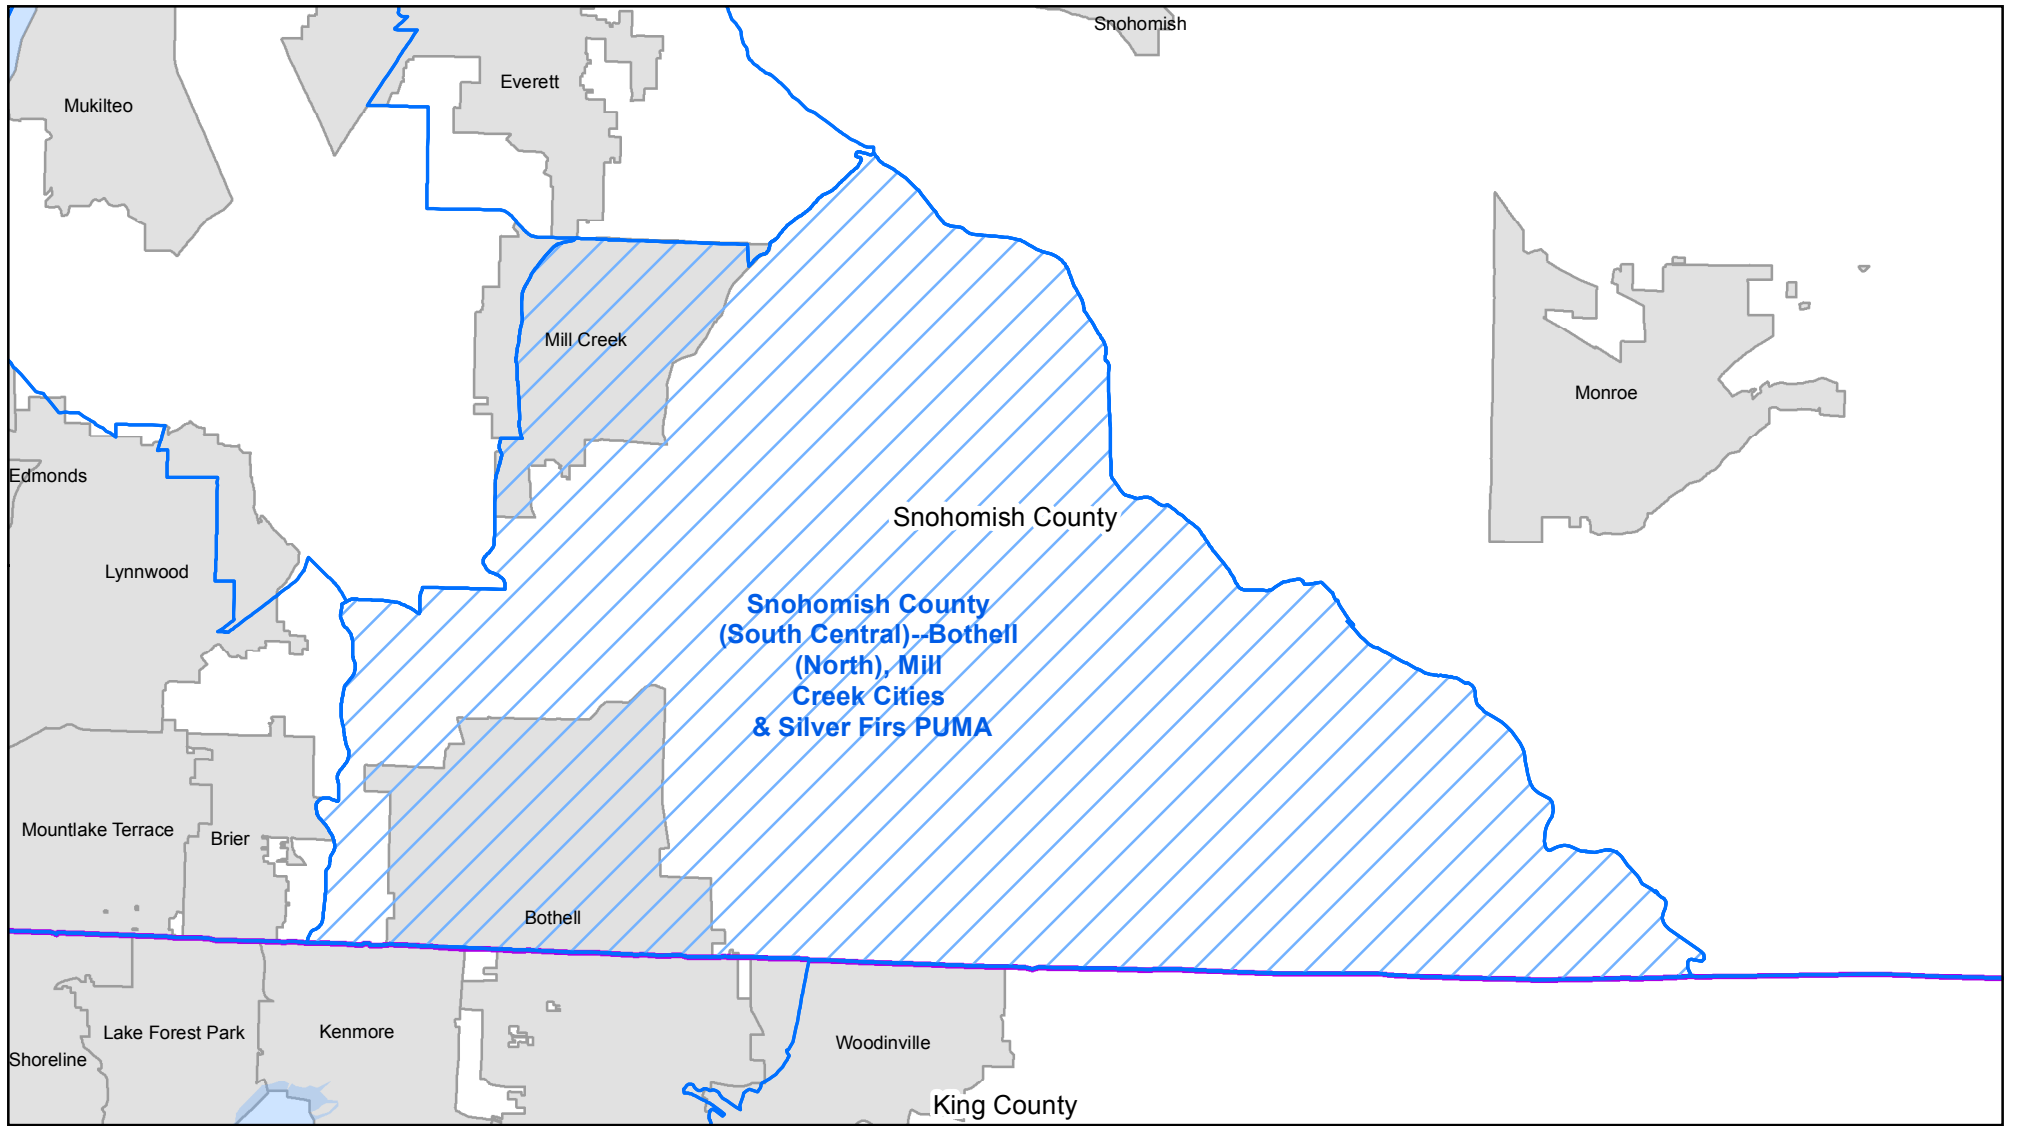 Snohomish
Everett
Mukilteo
Mill Creek
Monroe
Edmonds
Snohomish County
Lynnwood
Snohomish County
(South Central)--Bothell
(North), Mill
Creek Cities
& Silver Firs PUMA
Mountlake Terrace
Brier
Bothell
Lake Forest Park
Kenmore
Woodinville
Shoreline
King County